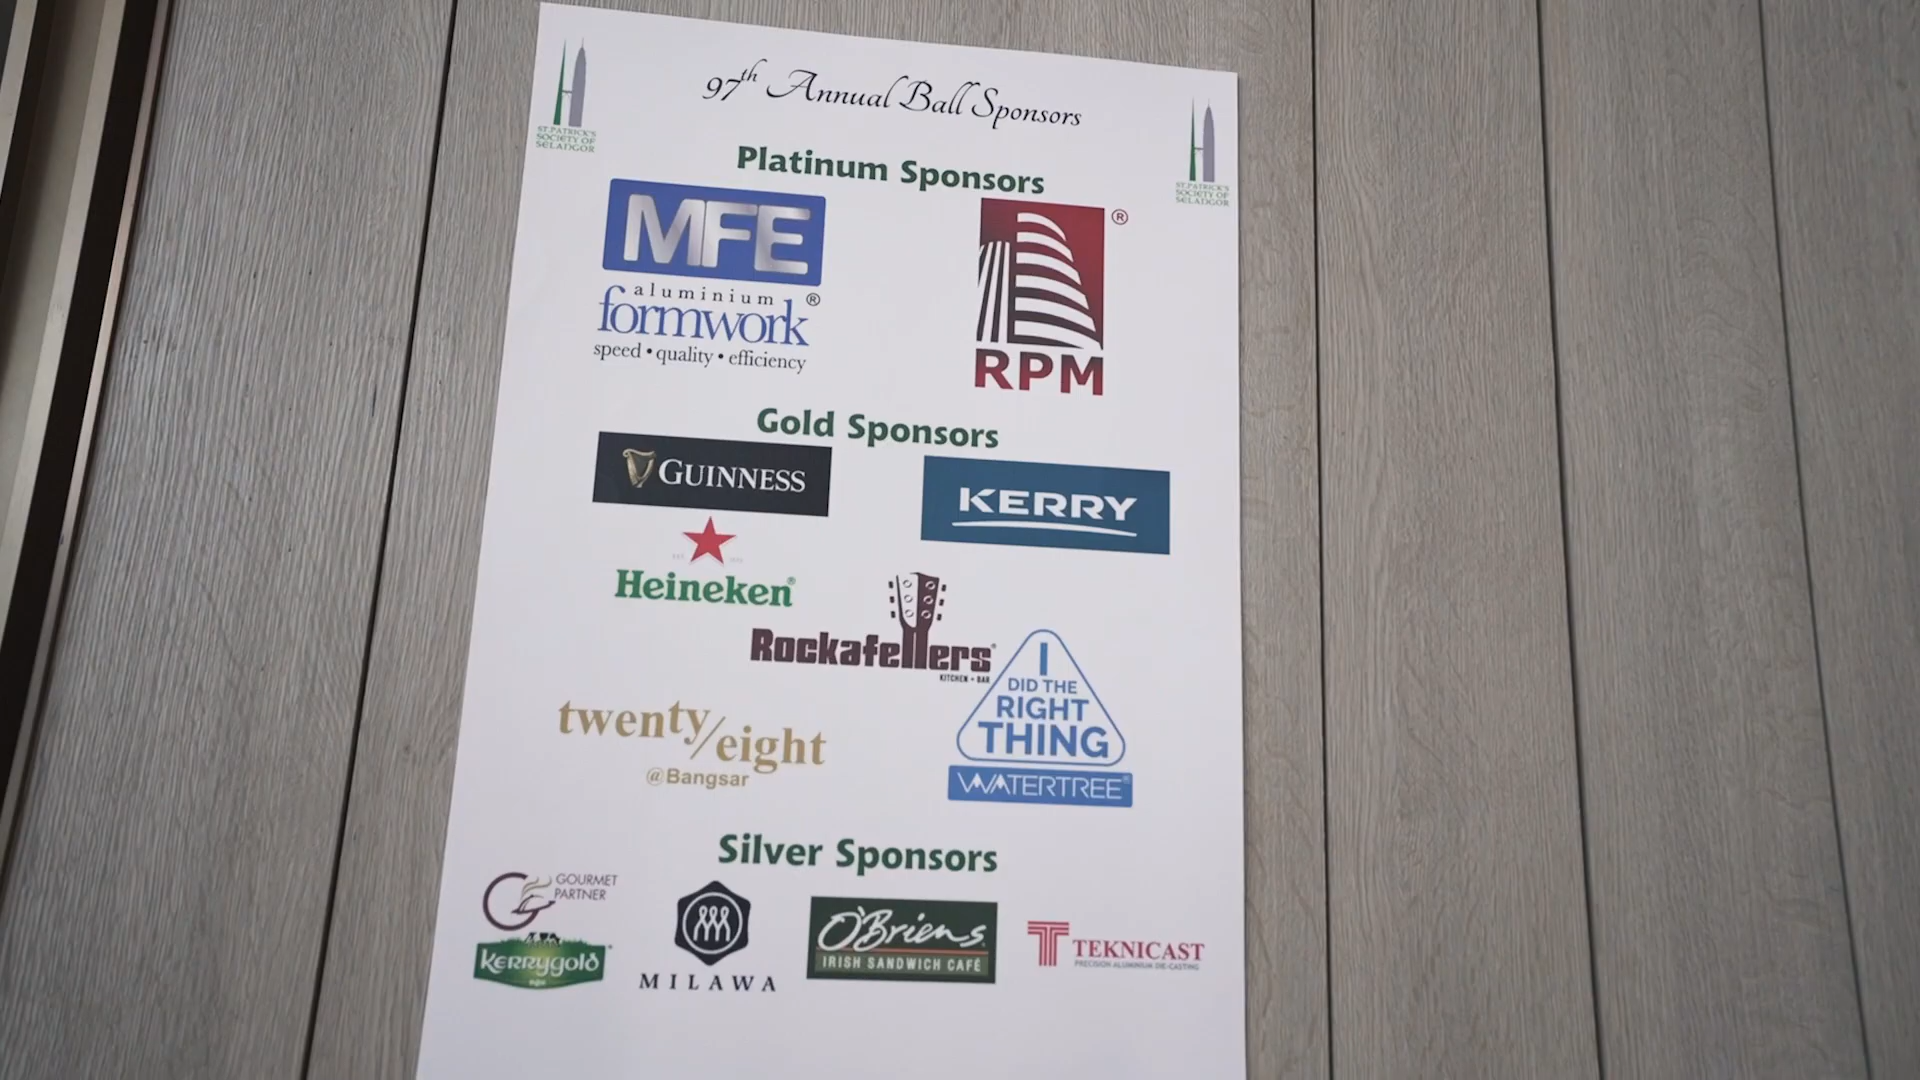 97th Annual Ball Sponsors
ST.PATRICK'S
SOCIETY OF
SELANGOR
ST.PATRICK'S
SOCIETY OF
SELANGOR
Platinum Sponsors
MFE
aluminium
formwork®
speed • quality • efficiency
®
RPM
Gold Sponsors
GUINNESS
KERRY
Heineken®
Rockafellers®
KITCHEN + BAR
I
DID THE
RIGHT
THING
WATERTREE®
twenty/eight
@Bangsar
Silver Sponsors
GOURMET
PARTNER
Kerrygold
MILAWA
O'Briens
IRISH SANDWICH CAFÉ
TEKNICAST
PRECISION ALUMINIUM DIE-CASTING